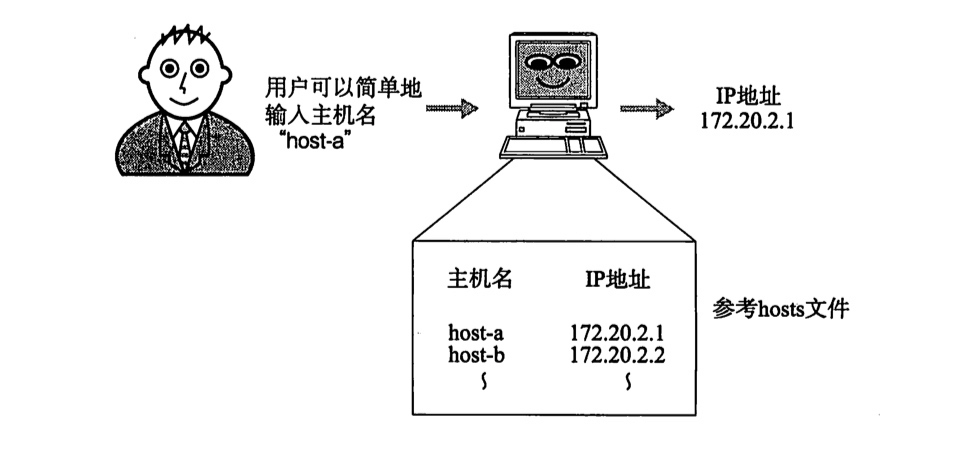 用户可以简单地
输入主机名
“host-a”
IP地址
172.20.2.1
主机名 IP地址
host-a 172.20.2.1
host-b 172.20.2.2
参考hosts文件